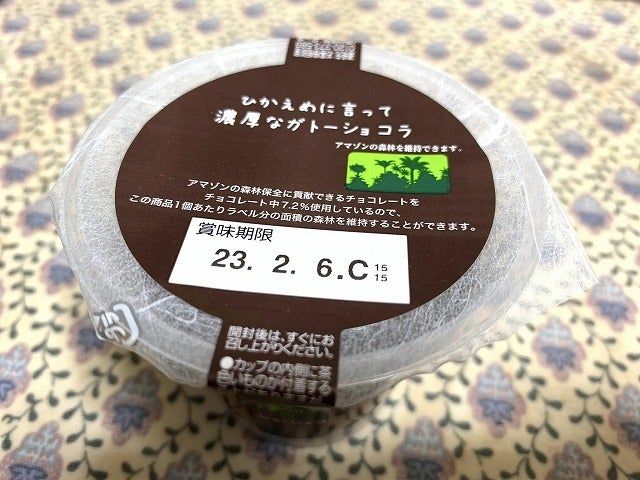 ひかえめに言って
濃厚なガトーショコラ
アマゾンの森林を維持できます。
アマゾンの森林保全に貢献できるチョコレートを
チョコレート中7.2%使用しているので、
この商品1個あたりラベル分の面積の森林を維持することができます。
賞味期限
23. 2. 6.C 15
15
開封後は、すぐにお
召し上がりください。
●カップの内側に茶
白いものが付着する
プラ